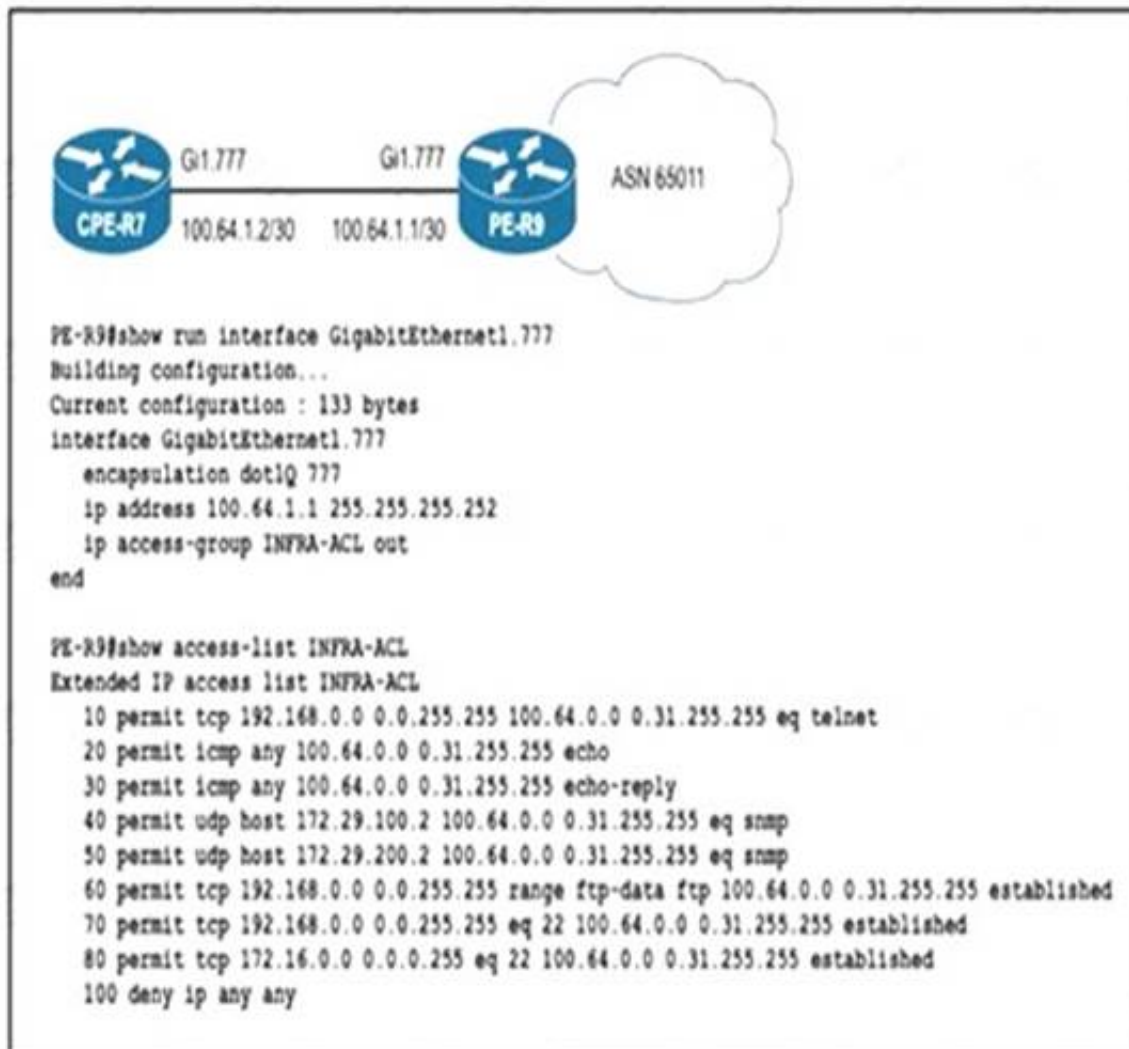 Gi1.777 Gi1.777
ASN 65011
CPE-R7 100.64.1.2/30 100.64.1.1/30 PE-R9
PE-R9#show run interface GigabitEthernet1.777
Building configuration...
Current configuration : 133 bytes
interface GigabitEthernet1.777
encapsulation dot1Q 777
ip address 100.64.1.1 255.255.255.252
ip access-group INFRA-ACL out
end
PE-R9#show access-list INFRA-ACL
Extended IP access list INFRA-ACL
10 permit tcp 192.168.0.0 0.0.255.255 100.64.0.0 0.31.255.255 eq telnet
20 permit icmp any 100.64.0.0 0.31.255.255 echo
30 permit icmp any 100.64.0.0 0.31.255.255 echo-reply
40 permit udp host 172.29.100.2 100.64.0.0 0.31.255.255 eq snmp
50 permit udp host 172.29.200.2 100.64.0.0 0.31.255.255 eq snmp
60 permit tcp 192.168.0.0 0.0.255.255 range ftp-data ftp 100.64.0.0 0.31.255.255 established
70 permit tcp 192.168.0.0 0.0.255.255 eq 22 100.64.0.0 0.31.255.255 established
80 permit tcp 172.16.0.0 0.0.0.255 eq 22 100.64.0.0 0.31.255.255 established
100 deny ip any any